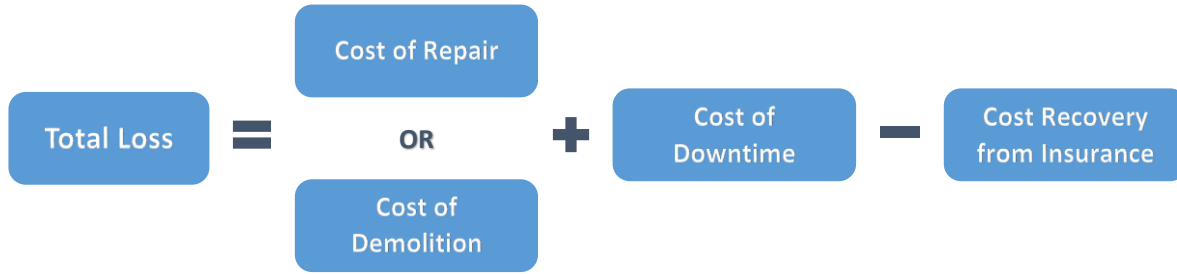 Total Loss
=
Cost of Repair
OR
Cost of
Demolition
+
Cost of
Downtime
−
Cost Recovery
from Insurance